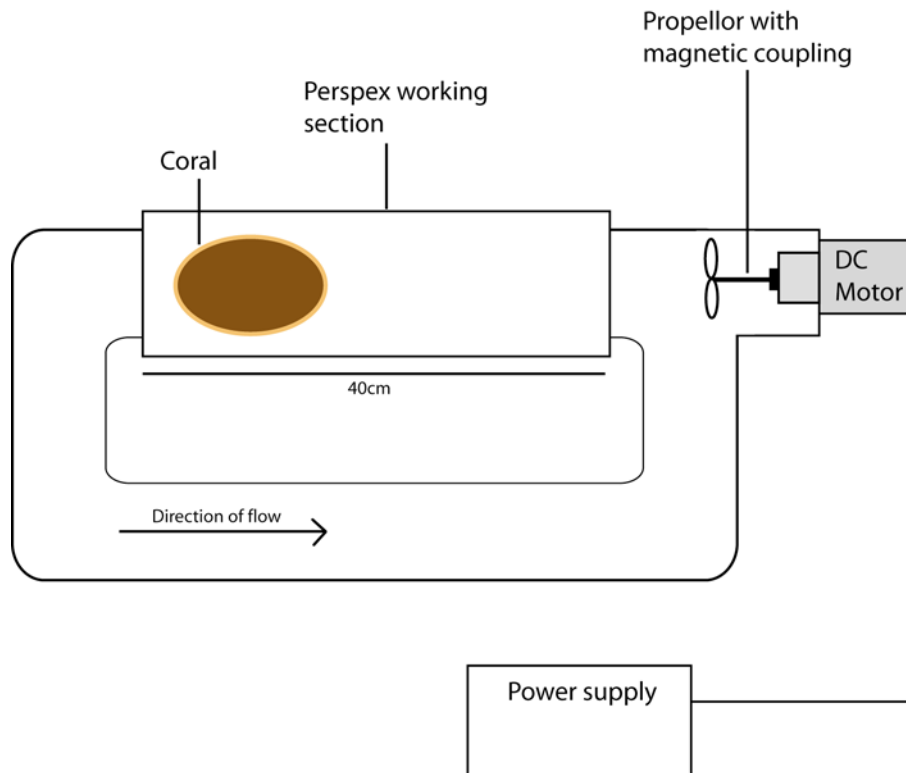 Propellor with
magnetic coupling
Perspex working
section
Coral
DC
Motor
40cm
Direction of flow
Power supply